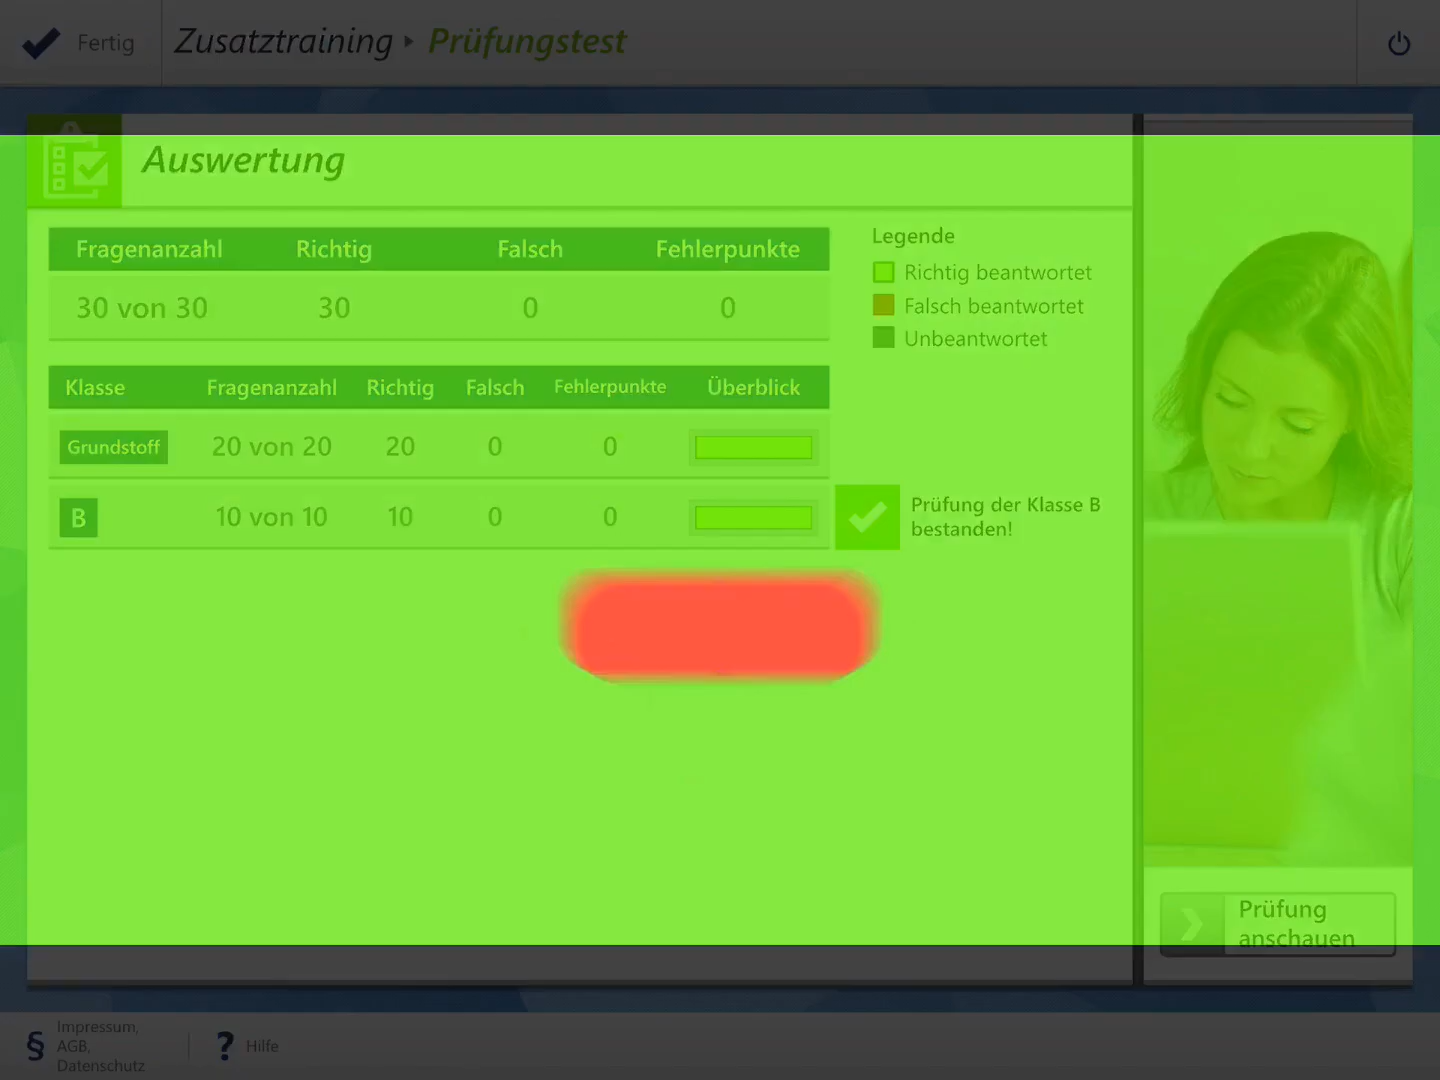 Fertig
Zusatztraining ▸ Prüfungstest
Auswertung
Fragenanzahl Richtig Falsch Fehlerpunkte
30 von 30 30 0 0
Legende
Richtig beantwortet
Falsch beantwortet
Unbeantwortet
Klasse Fragenanzahl Richtig Falsch Fehlerpunkte Überblick
Grundstoff 20 von 20 20 0 0
B 10 von 10 10 0 0
Prüfung der Klasse B
bestanden!
Prüfung
anschauen
§ Impressum,
AGB,
Datenschutz
? Hilfe